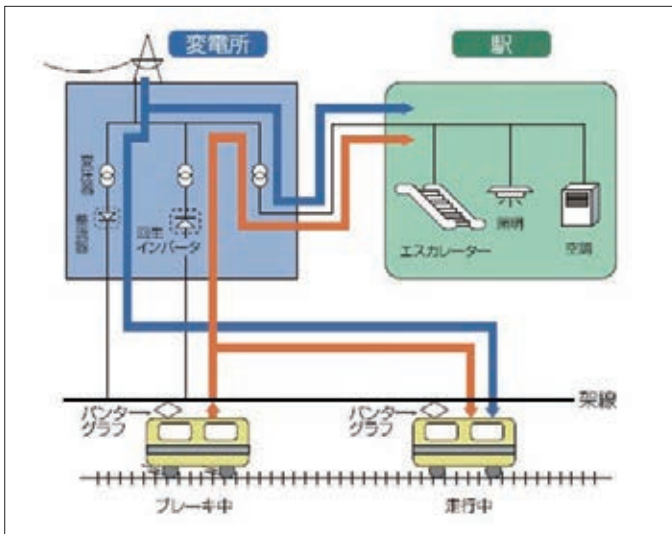 変電所
駅
変圧器
整流器
回生
インバータ
エスカレーター
照明
空調
架線
パンタ
グラフ
パンタ
グラフ
ブレーキ中
走行中